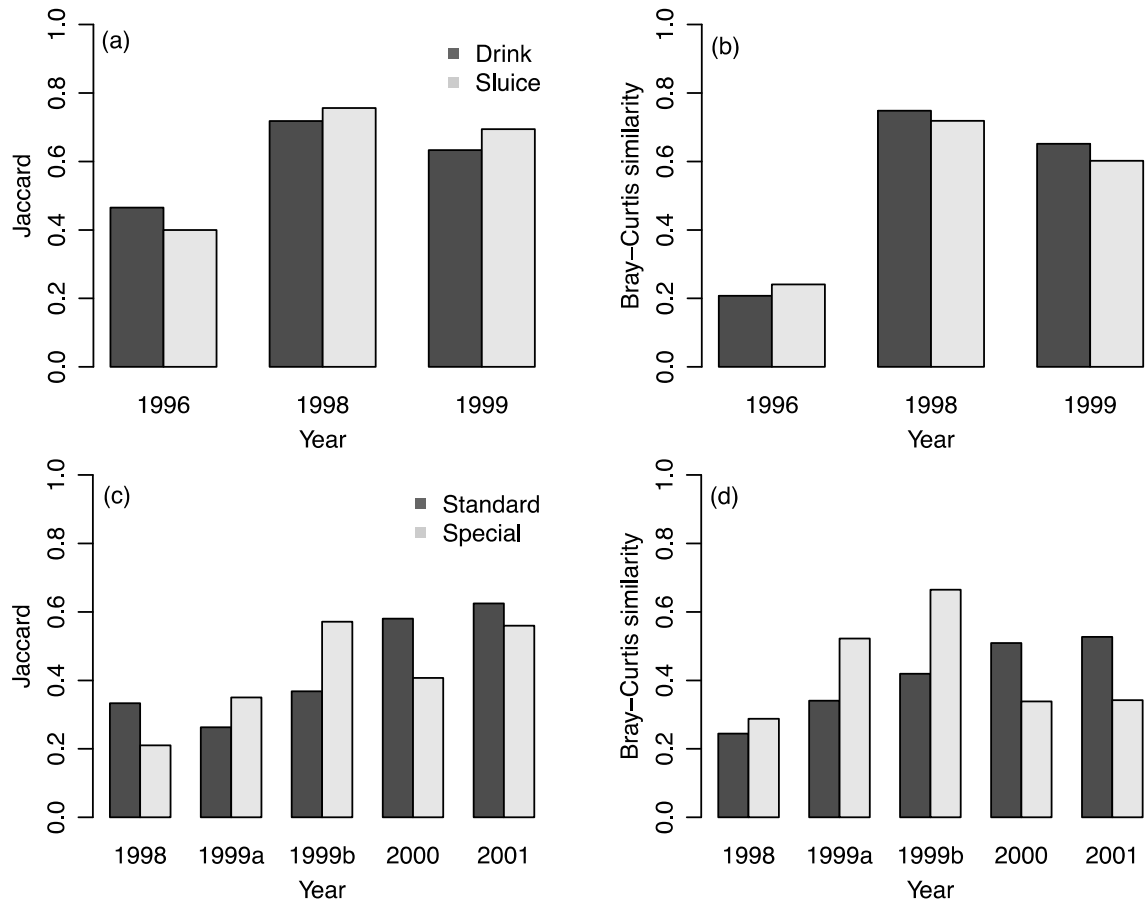 (a)
Drink
Sluice
Jaccard
0.0 0.2 0.4 0.6 0.8 1.0
1996 1998 1999
Year
(b)
Bray−Curtis similarity
0.0 0.2 0.4 0.6 0.8 1.0
1996 1998 1999
Year
(c)
Standard
Special
Jaccard
0.0 0.2 0.4 0.6 0.8 1.0
1998 1999a 1999b 2000 2001
Year
(d)
Bray−Curtis similarity
0.0 0.2 0.4 0.6 0.8 1.0
1998 1999a 1999b 2000 2001
Year